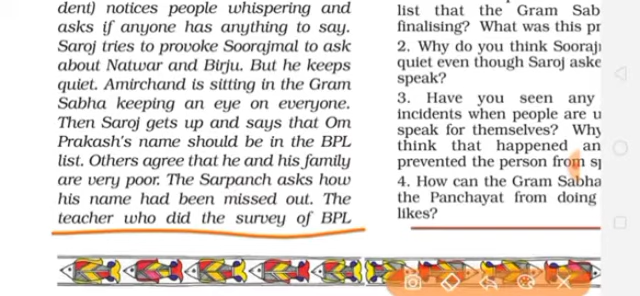 dent) notices people whispering and
asks if anyone has anything to say.
Saroj tries to provoke Soorajmal to ask
about Natwar and Birju. But he keeps
quiet. Amirchand is sitting in the Gram
Sabha keeping an eye on everyone.
Then Saroj gets up and says that Om
Prakash's name should be in the BPL
list. Others agree that he and his family
are very poor. The Sarpanch asks how
his name had been missed out. The
teacher who did the survey of BPL
list that the Gram Sab
finalising? What was this pr
2. Why do you think Sooraj
quiet even though Saroj aske
speak?
3. Have you seen any
incidents when people are u
speak for themselves? Why
think that happened an
prevented the person from s
4. How can the Gram Sabha
the Panchayat from doing
likes?